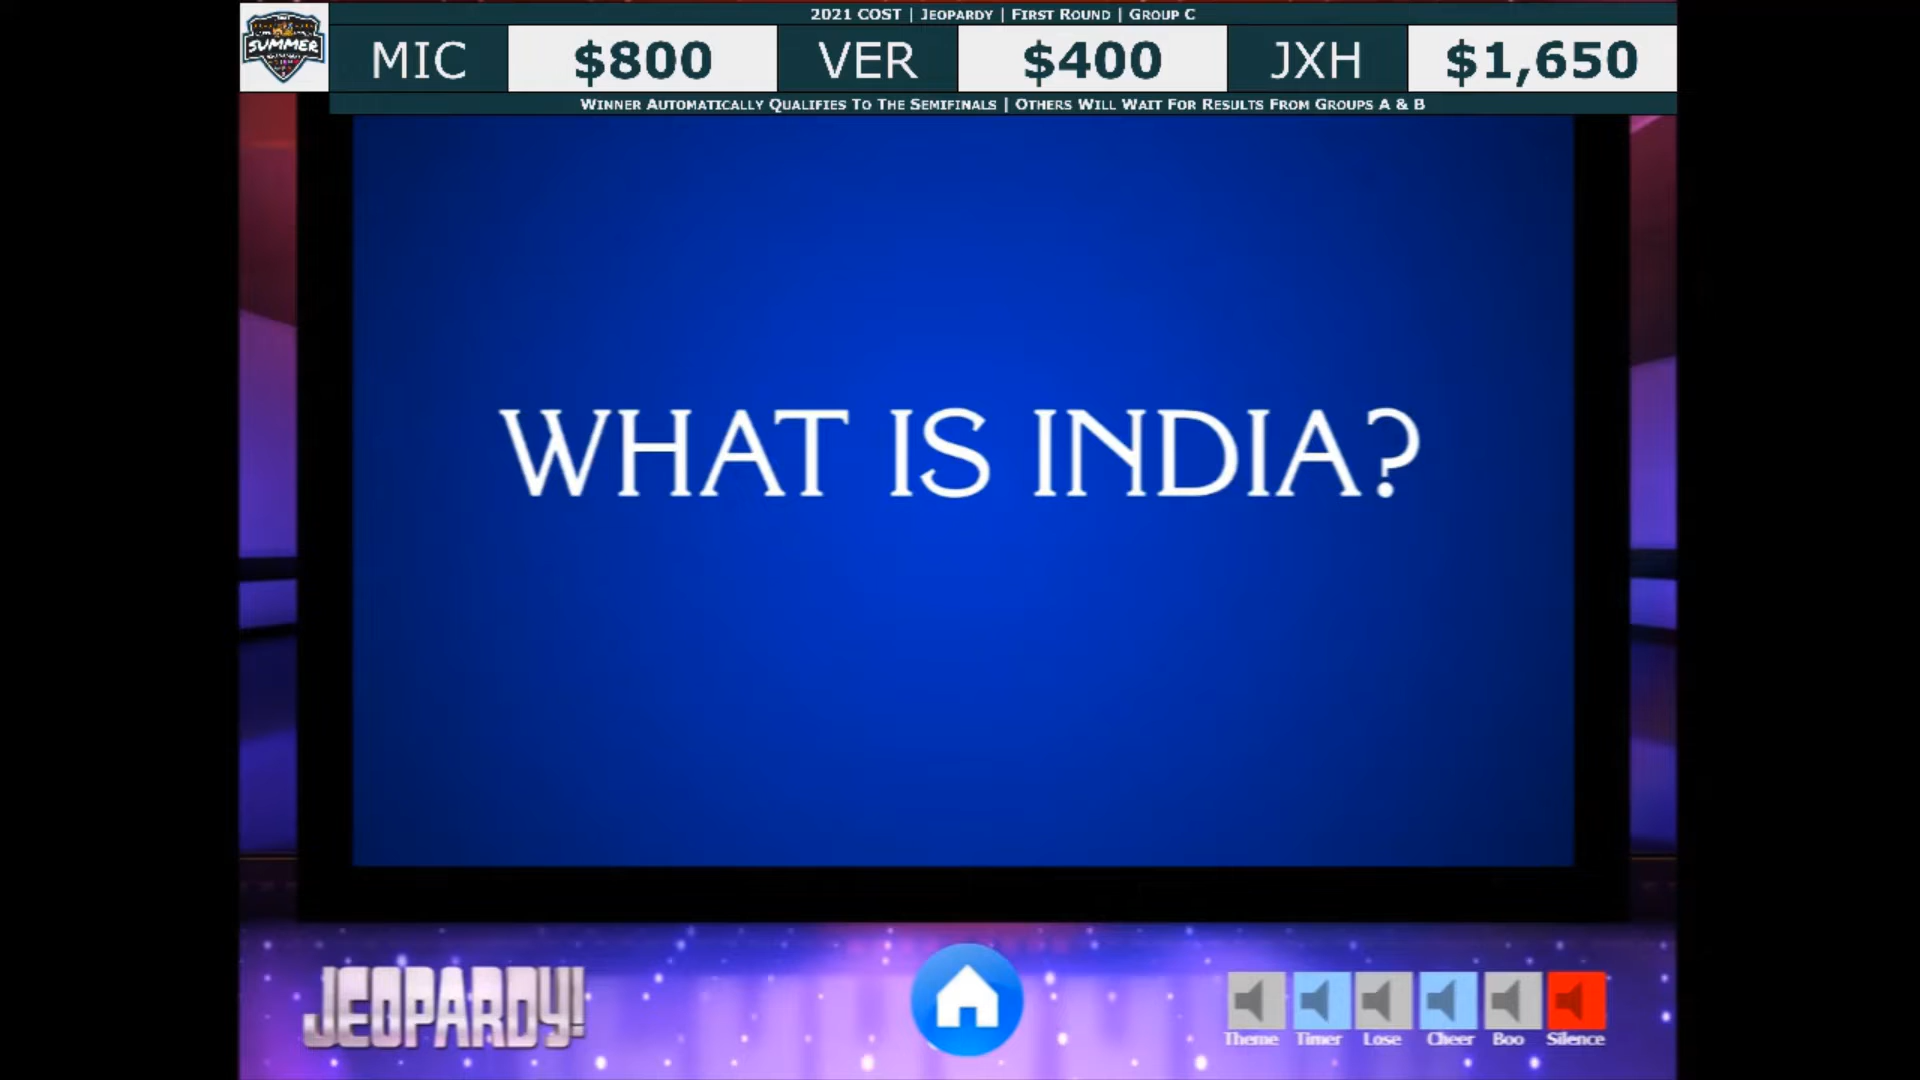 2021 COST | JEOPARDY | FIRST ROUND | GROUP C
SUMMER
MIC $800 VER $400 JXH $1,650
WINNER AUTOMATICALLY QUALIFIES TO THE SEMIFINALS | OTHERS WILL WAIT FOR RESULTS FROM GROUPS A & B
WHAT IS INDIA?
JEOPARDY!
Theme Timer Lose Cheer Boo Silence